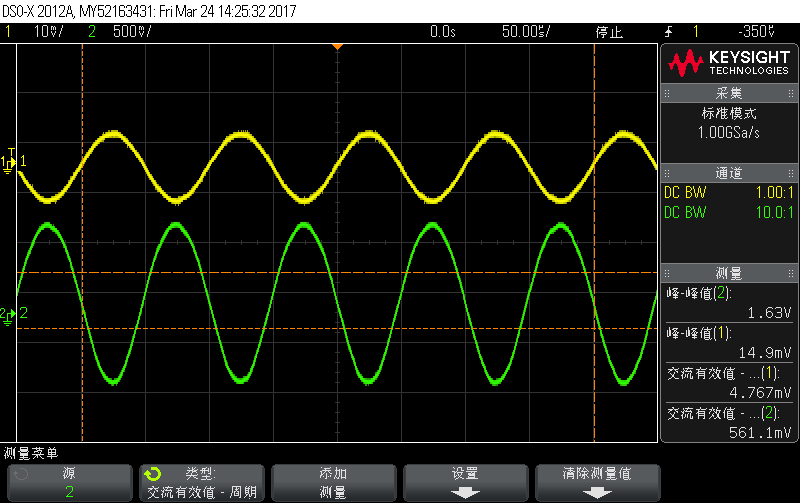 DSO-X 2012A, MY52163431: Fri Mar 24 14:25:32 2017
1 10♈/ 2 500♈/ 0.0s 50.00♈/ 停止 1 -350♈
KEYSIGHT
TECHNOLOGIES
采集
标准模式
1.00GSa/s
通道
DC BW 1.00:1
DC BW 10.0:1
测量
峰-峰值(2):
1.63V
峰-峰值(1):
14.9mV
交流有效值 - ...(1):
4.767mV
交流有效值 - ...(2):
561.1mV
T
1 1
2 2
测量菜单
源
2
类型:
交流有效值 - 周期
添加
测量
设置
清除测量值